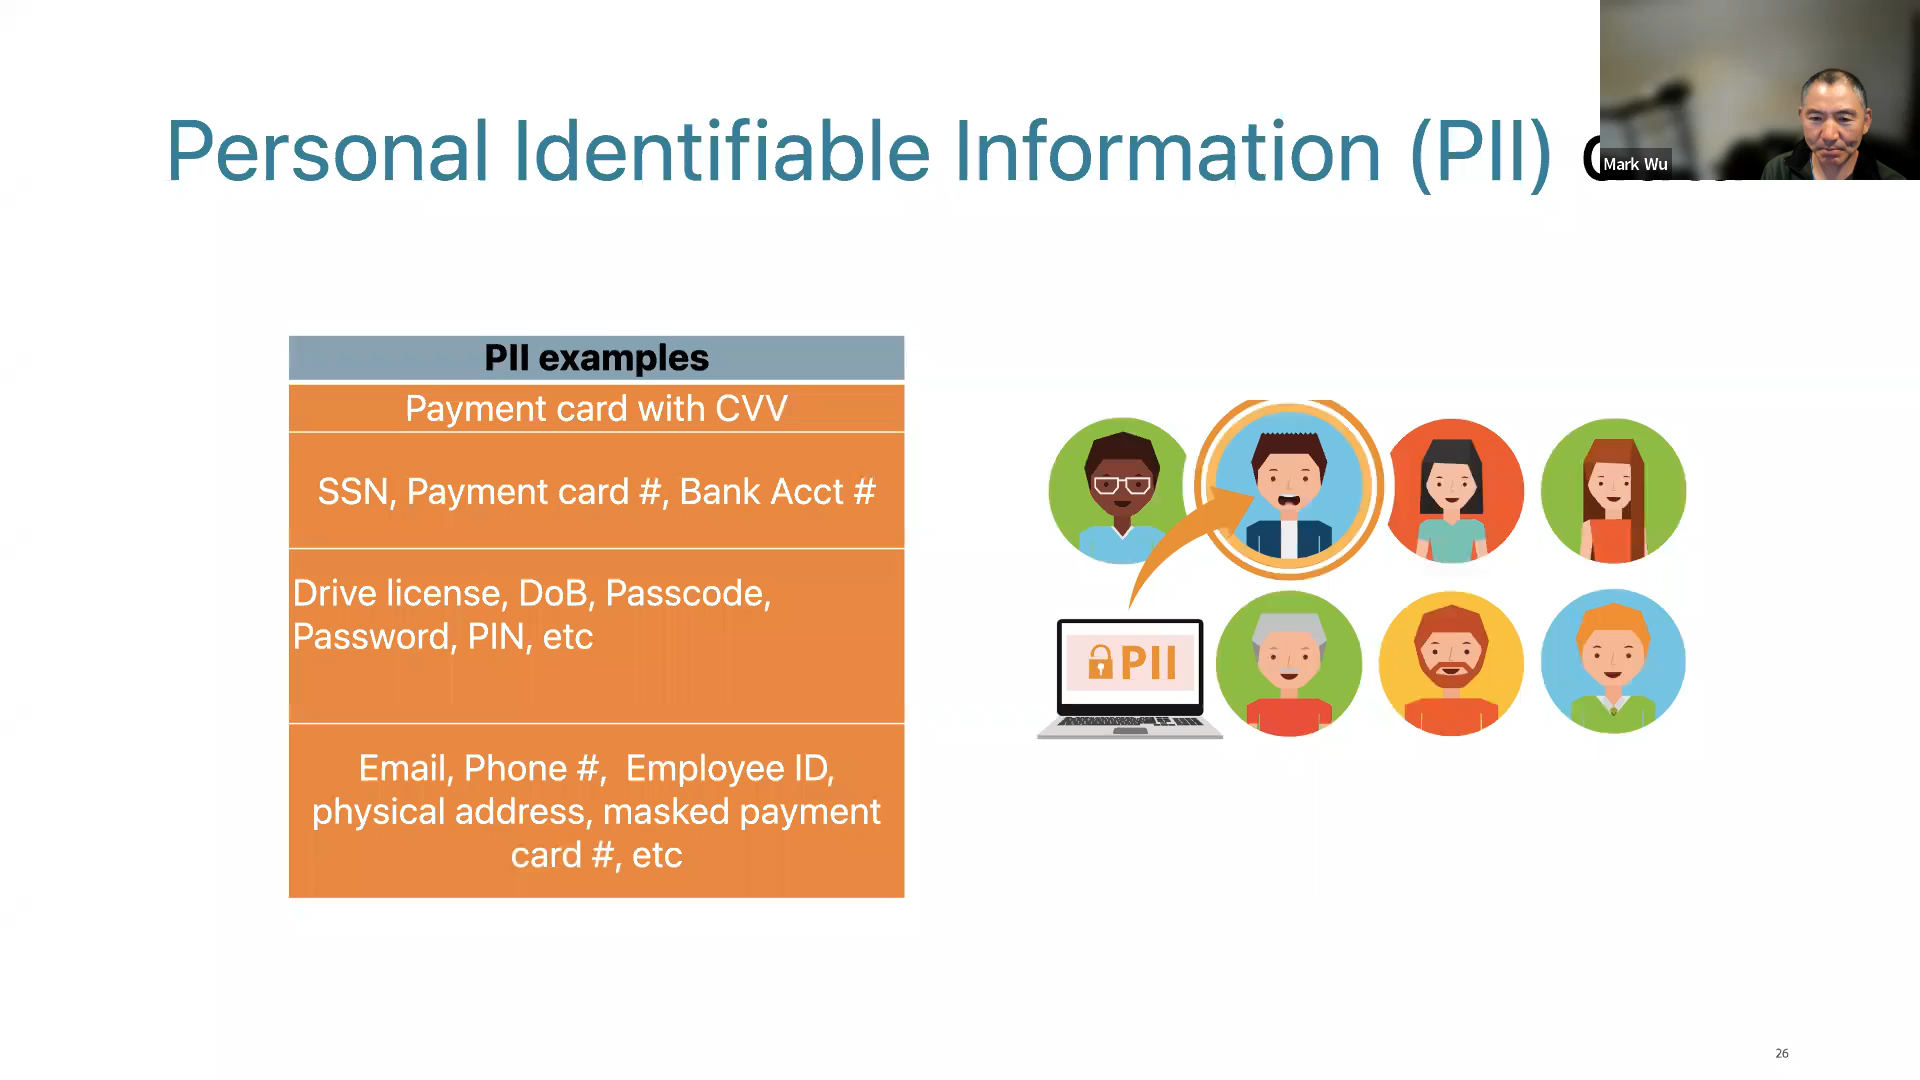 Personal Identifiable Information (PII)
Mark Wu
PII examples
Payment card with CVV
SSN, Payment card #, Bank Acct #
Drive license, DoB, Passcode,
Password, PIN, etc
Email, Phone #,  Employee ID,
physical address, masked payment
card #, etc
PII
26